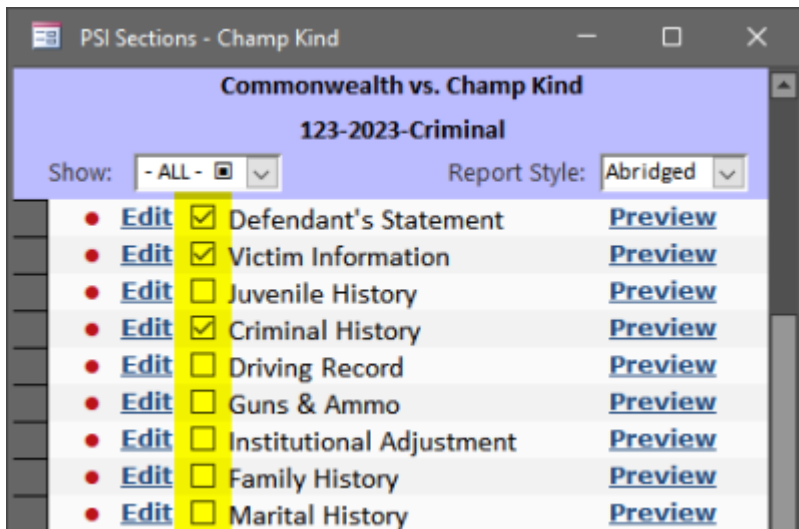 PSI Sections - Champ Kind
Commonwealth vs. Champ Kind
123-2023-Criminal
Show: - ALL - Report Style: Abridged
Edit Defendant's Statement Preview
Edit Victim Information Preview
Edit Juvenile History Preview
Edit Criminal History Preview
Edit Driving Record Preview
Edit Guns & Ammo Preview
Edit Institutional Adjustment Preview
Edit Family History Preview
Edit Marital History Preview